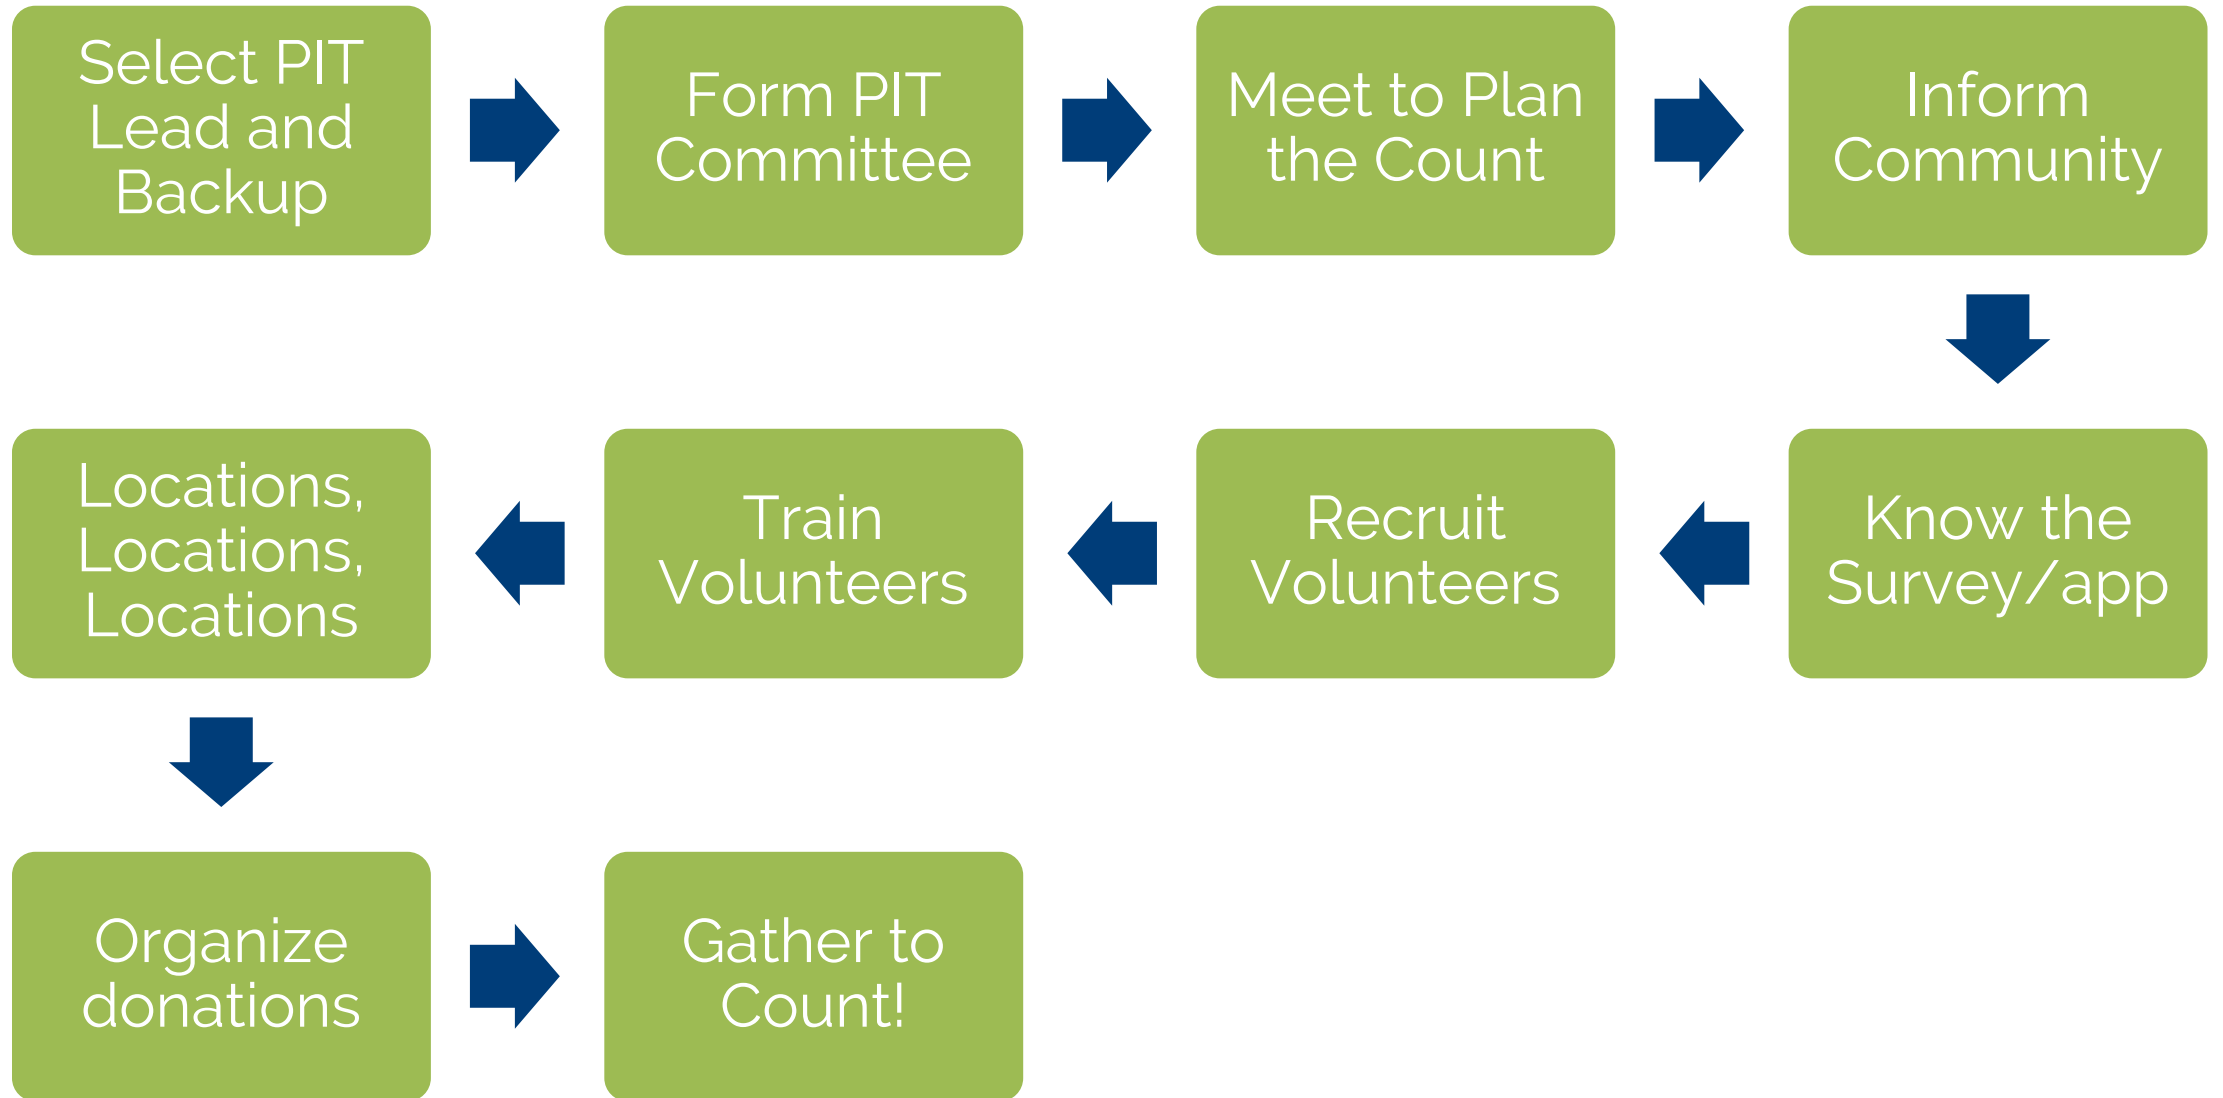 Select PIT
Lead and
Backup
Form PIT
Committee
Meet to Plan
the Count
Inform
Community
Know the
Survey/app
Recruit
Volunteers
Train
Volunteers
Locations,
Locations,
Locations
Organize
donations
Gather to
Count!